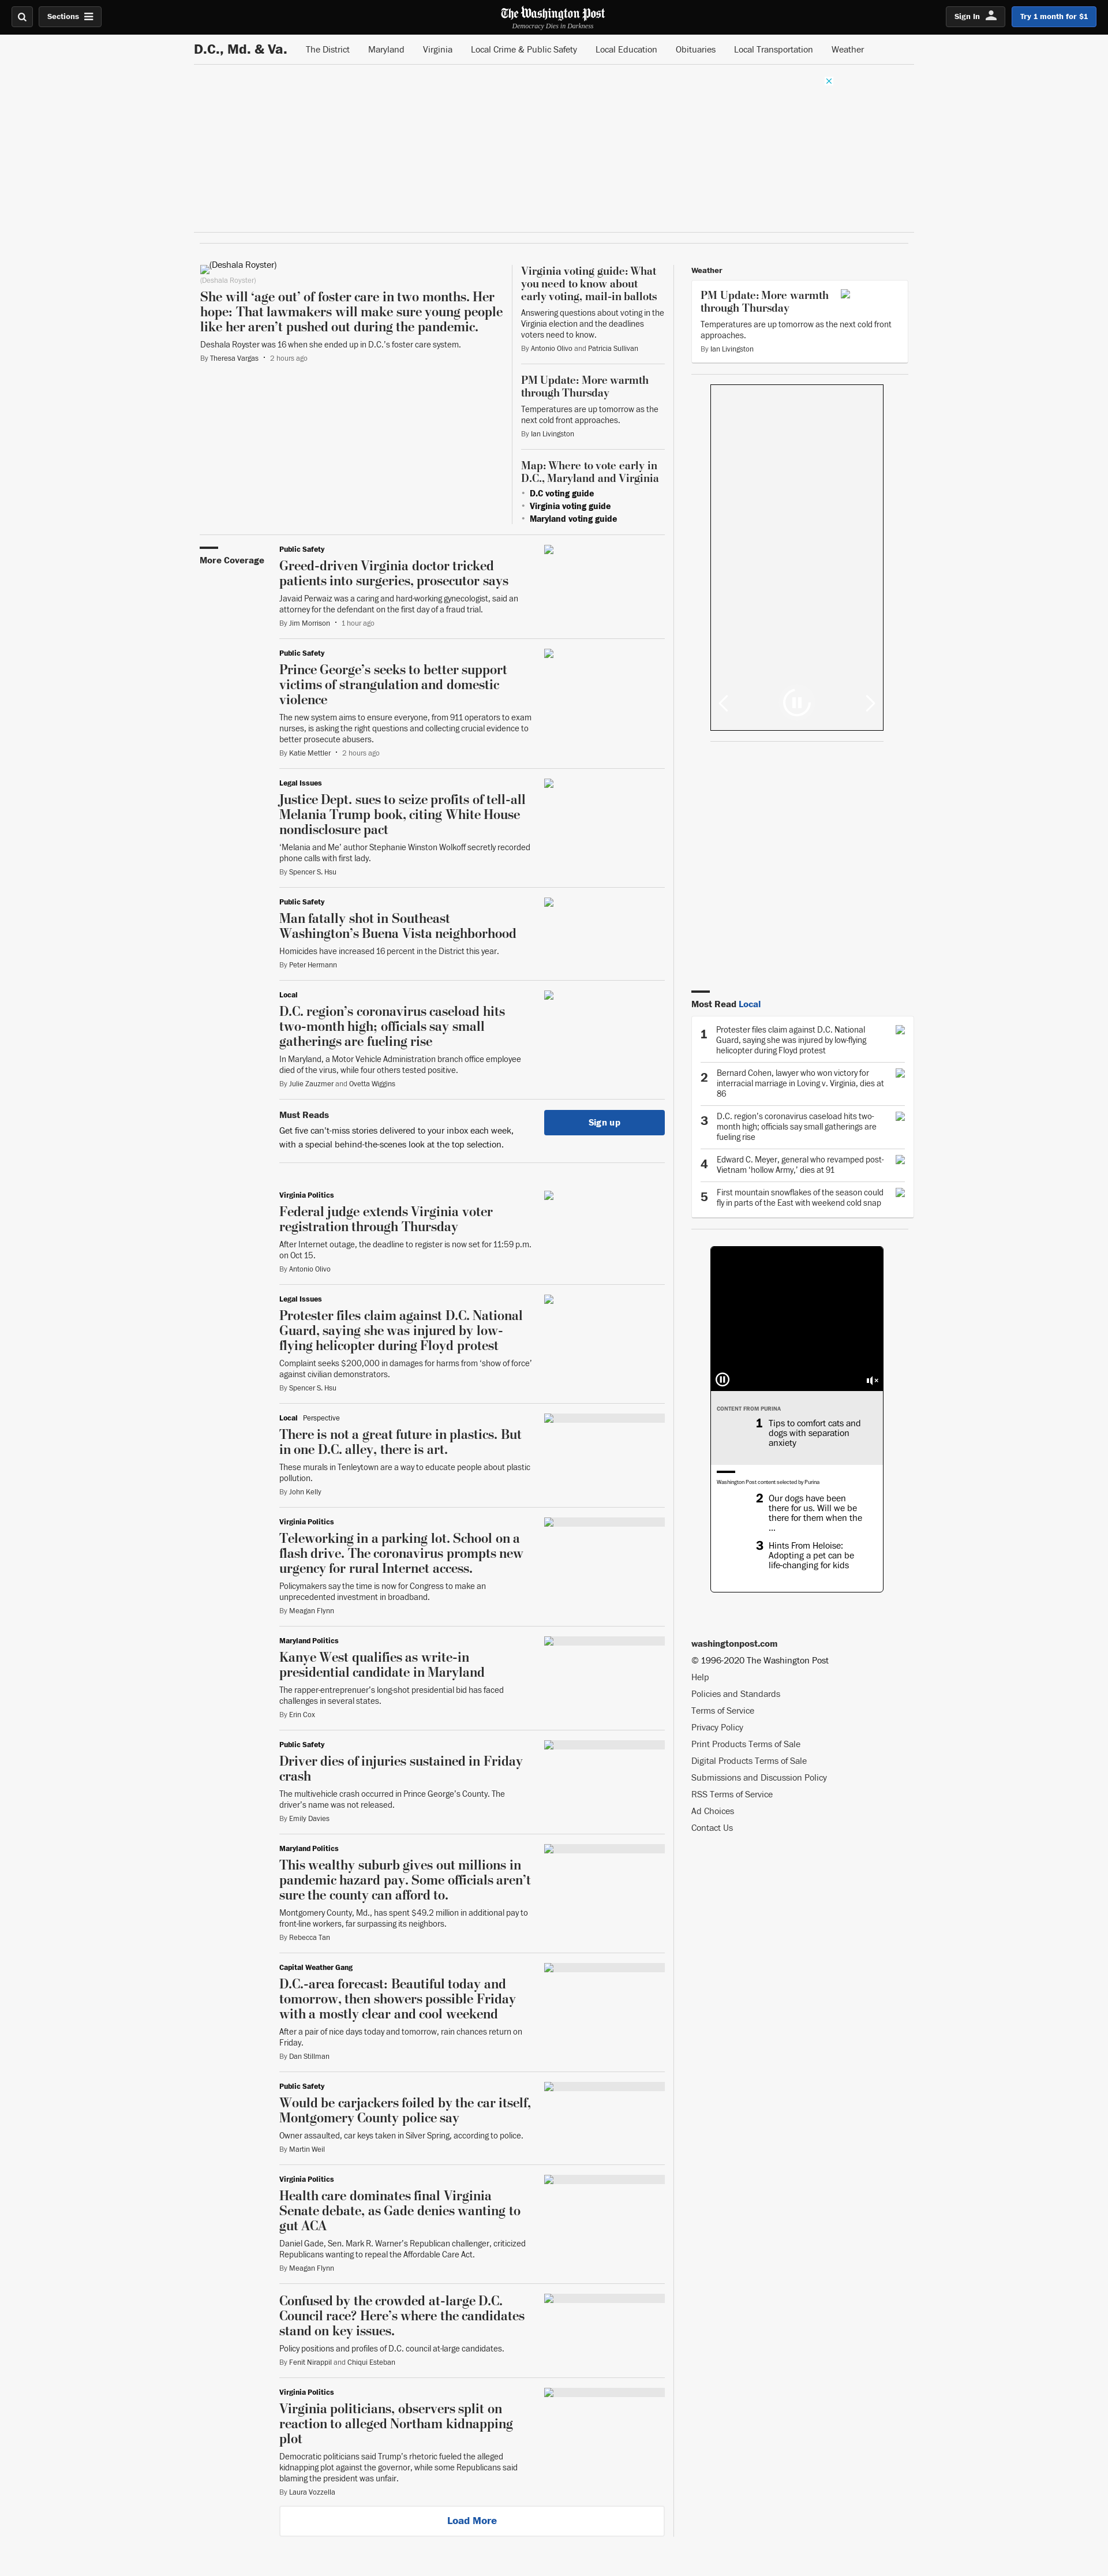 Sections
The Washington Post
Democracy Dies in Darkness
Sign In
Try 1 month for $1
D.C., Md. & Va.
The District
Maryland
Virginia
Local Crime & Public Safety
Local Education
Obituaries
Local Transportation
Weather
(Deshala Royster)
(Deshala Royster)
She will ‘age out’ of foster care in two months. Her
hope: That lawmakers will make sure young people
like her aren’t pushed out during the pandemic.
Deshala Royster was 16 when she ended up in D.C.’s foster care system.
By Theresa Vargas • 2 hours ago
Virginia voting guide: What
you need to know about
early voting, mail-in ballots
Answering questions about voting in the
Virginia election and the deadlines
voters need to know.
By Antonio Olivo and Patricia Sullivan
PM Update: More warmth
through Thursday
Temperatures are up tomorrow as the
next cold front approaches.
By Ian Livingston
Map: Where to vote early in
D.C., Maryland and Virginia
• D.C voting guide
• Virginia voting guide
• Maryland voting guide
More Coverage
Public Safety
Greed-driven Virginia doctor tricked
patients into surgeries, prosecutor says
Javaid Perwaiz was a caring and hard-working gynecologist, said an
attorney for the defendant on the first day of a fraud trial.
By Jim Morrison • 1 hour ago
Public Safety
Prince George’s seeks to better support
victims of strangulation and domestic
violence
The new system aims to ensure everyone, from 911 operators to exam
nurses, is asking the right questions and collecting crucial evidence to
better prosecute abusers.
By Katie Mettler • 2 hours ago
Legal Issues
Justice Dept. sues to seize profits of tell-all
Melania Trump book, citing White House
nondisclosure pact
‘Melania and Me’ author Stephanie Winston Wolkoff secretly recorded
phone calls with first lady.
By Spencer S. Hsu
Public Safety
Man fatally shot in Southeast
Washington’s Buena Vista neighborhood
Homicides have increased 16 percent in the District this year.
By Peter Hermann
Local
D.C. region’s coronavirus caseload hits
two-month high; officials say small
gatherings are fueling rise
In Maryland, a Motor Vehicle Administration branch office employee
died of the virus, while four others tested positive.
By Julie Zauzmer and Ovetta Wiggins
Must Reads
Get five can’t-miss stories delivered to your inbox each week,
with a special behind-the-scenes look at the top selection.
Sign up
Virginia Politics
Federal judge extends Virginia voter
registration through Thursday
After Internet outage, the deadline to register is now set for 11:59 p.m.
on Oct 15.
By Antonio Olivo
Legal Issues
Protester files claim against D.C. National
Guard, saying she was injured by low-
flying helicopter during Floyd protest
Complaint seeks $200,000 in damages for harms from ‘show of force’
against civilian demonstrators.
By Spencer S. Hsu
Local Perspective
There is not a great future in plastics. But
in one D.C. alley, there is art.
These murals in Tenleytown are a way to educate people about plastic
pollution.
By John Kelly
Virginia Politics
Teleworking in a parking lot. School on a
flash drive. The coronavirus prompts new
urgency for rural Internet access.
Policymakers say the time is now for Congress to make an
unprecedented investment in broadband.
By Meagan Flynn
Maryland Politics
Kanye West qualifies as write-in
presidential candidate in Maryland
The rapper-entreprenuer’s long-shot presidential bid has faced
challenges in several states.
By Erin Cox
Public Safety
Driver dies of injuries sustained in Friday
crash
The multivehicle crash occurred in Prince George’s County. The
driver’s name was not released.
By Emily Davies
Maryland Politics
This wealthy suburb gives out millions in
pandemic hazard pay. Some officials aren’t
sure the county can afford to.
Montgomery County, Md., has spent $49.2 million in additional pay to
front-line workers, far surpassing its neighbors.
By Rebecca Tan
Capital Weather Gang
D.C.-area forecast: Beautiful today and
tomorrow, then showers possible Friday
with a mostly clear and cool weekend
After a pair of nice days today and tomorrow, rain chances return on
Friday.
By Dan Stillman
Public Safety
Would be carjackers foiled by the car itself,
Montgomery County police say
Owner assaulted, car keys taken in Silver Spring, according to police.
By Martin Weil
Virginia Politics
Health care dominates final Virginia
Senate debate, as Gade denies wanting to
gut ACA
Daniel Gade, Sen. Mark R. Warner’s Republican challenger, criticized
Republicans wanting to repeal the Affordable Care Act.
By Meagan Flynn
Confused by the crowded at-large D.C.
Council race? Here’s where the candidates
stand on key issues.
Policy positions and profiles of D.C. council at-large candidates.
By Fenit Nirappil and Chiqui Esteban
Virginia Politics
Virginia politicians, observers split on
reaction to alleged Northam kidnapping
plot
Democratic politicians said Trump’s rhetoric fueled the alleged
kidnapping plot against the governor, while some Republicans said
blaming the president was unfair.
By Laura Vozzella
Load More
Weather
PM Update: More warmth
through Thursday
Temperatures are up tomorrow as the next cold front
approaches.
By Ian Livingston
Most Read Local
1 Protester files claim against D.C. National
Guard, saying she was injured by low-flying
helicopter during Floyd protest
2 Bernard Cohen, lawyer who won victory for
interracial marriage in Loving v. Virginia, dies at
86
3 D.C. region’s coronavirus caseload hits two-
month high; officials say small gatherings are
fueling rise
4 Edward C. Meyer, general who revamped post-
Vietnam ‘hollow Army,’ dies at 91
5 First mountain snowflakes of the season could
fly in parts of the East with weekend cold snap
CONTENT FROM PURINA
1 Tips to comfort cats and
dogs with separation
anxiety
Washington Post content selected by Purina
2 Our dogs have been
there for us. Will we be
there for them when the
...
3 Hints From Heloise:
Adopting a pet can be
life-changing for kids
washingtonpost.com
© 1996-2020 The Washington Post
Help
Policies and Standards
Terms of Service
Privacy Policy
Print Products Terms of Sale
Digital Products Terms of Sale
Submissions and Discussion Policy
RSS Terms of Service
Ad Choices
Contact Us